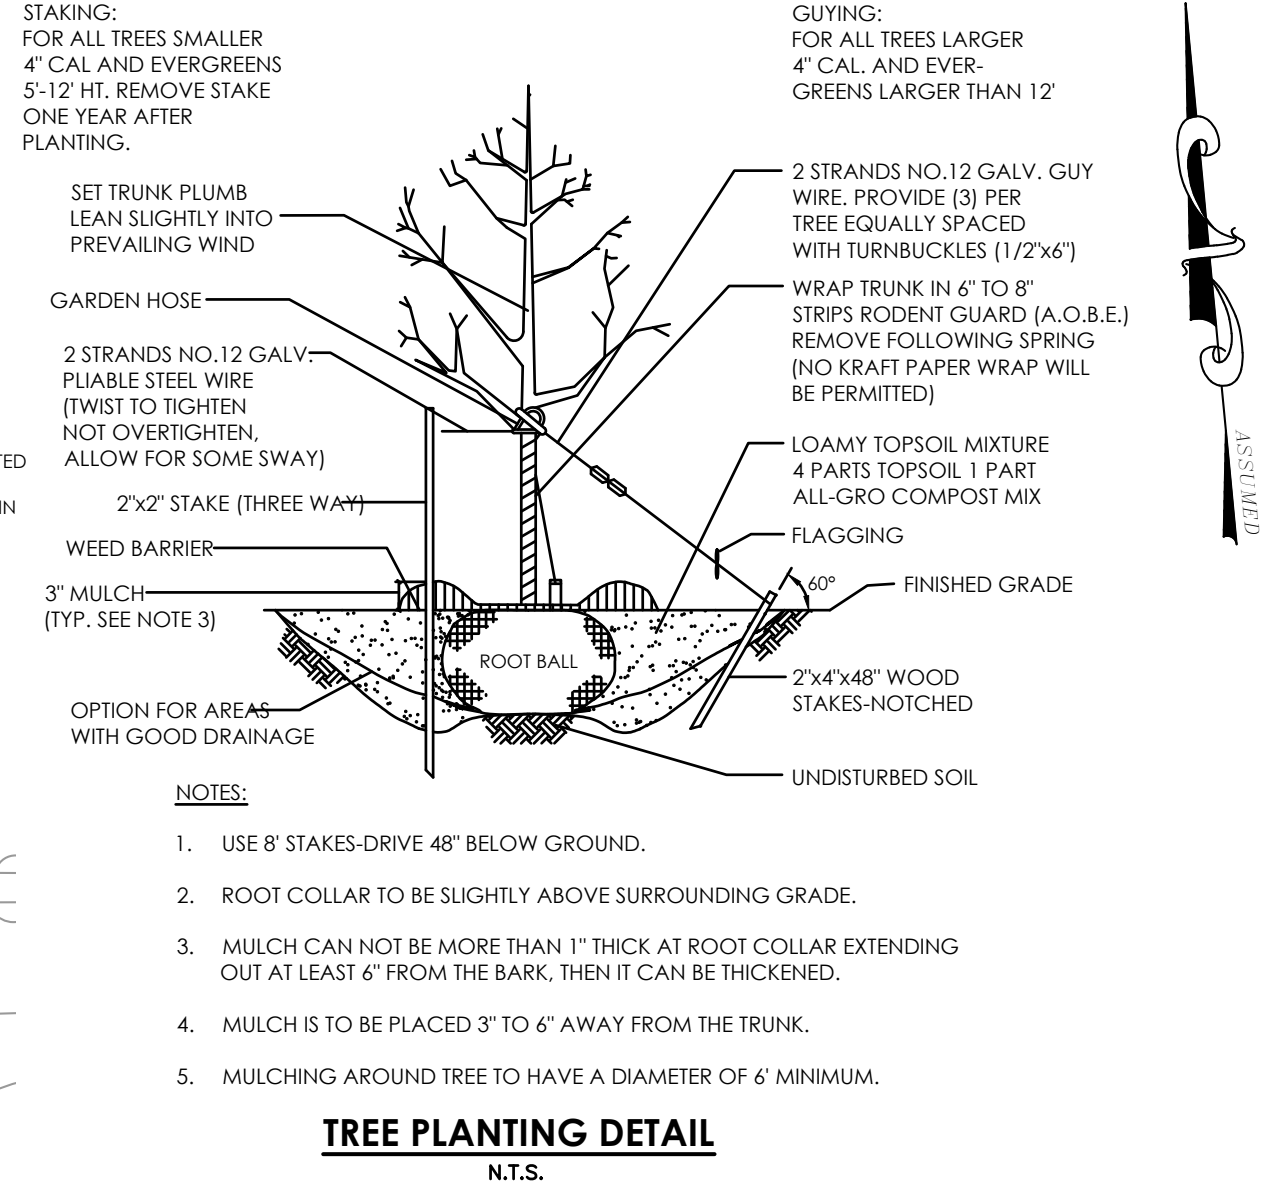 STAKING:
FOR ALL TREES SMALLER
4" CAL AND EVERGREENS
5'-12' HT. REMOVE STAKE
ONE YEAR AFTER
PLANTING.
GUYING:
FOR ALL TREES LARGER
4" CAL. AND EVER-
GREENS LARGER THAN 12'
SET TRUNK PLUMB
LEAN SLIGHTLY INTO
PREVAILING WIND
GARDEN HOSE
2 STRANDS NO.12 GALV.
PLIABLE STEEL WIRE
(TWIST TO TIGHTEN
NOT OVERTIGHTEN,
ALLOW FOR SOME SWAY)
TED
IN
2"x2" STAKE (THREE WAY)
WEED BARRIER
3" MULCH
(TYP. SEE NOTE 3)
OPTION FOR AREAS
WITH GOOD DRAINAGE
2 STRANDS NO.12 GALV. GUY
WIRE. PROVIDE (3) PER
TREE EQUALLY SPACED
WITH TURNBUCKLES (1/2"x6")
WRAP TRUNK IN 6" TO 8"
STRIPS RODENT GUARD (A.O.B.E.)
REMOVE FOLLOWING SPRING
(NO KRAFT PAPER WRAP WILL
BE PERMITTED)
LOAMY TOPSOIL MIXTURE
4 PARTS TOPSOIL 1 PART
ALL-GRO COMPOST MIX
FLAGGING
60°
FINISHED GRADE
ROOT BALL
2"x4"x48" WOOD
STAKES-NOTCHED
UNDISTURBED SOIL
ASSUMED
NOTES:
1. USE 8' STAKES-DRIVE 48" BELOW GROUND.
2. ROOT COLLAR TO BE SLIGHTLY ABOVE SURROUNDING GRADE.
3. MULCH CAN NOT BE MORE THAN 1" THICK AT ROOT COLLAR EXTENDING
OUT AT LEAST 6" FROM THE BARK, THEN IT CAN BE THICKENED.
4. MULCH IS TO BE PLACED 3" TO 6" AWAY FROM THE TRUNK.
5. MULCHING AROUND TREE TO HAVE A DIAMETER OF 6' MINIMUM.
TREE PLANTING DETAIL
N.T.S.